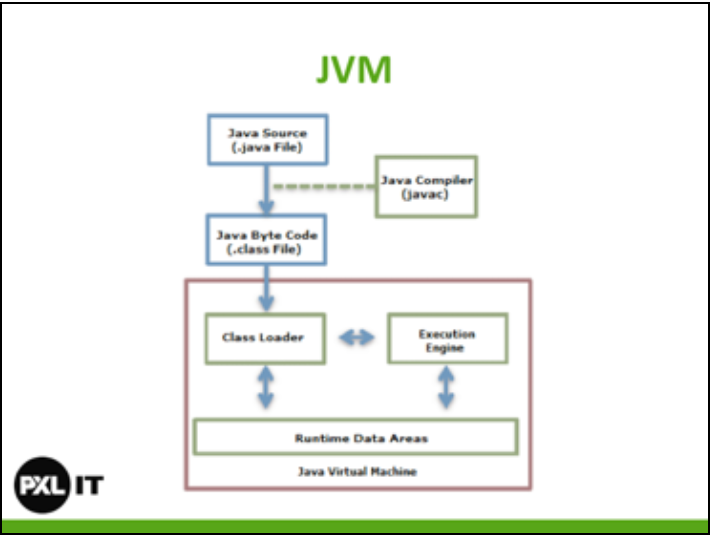 JVM
Java Source
(.java File)
Java Compiler
(javac)
Java Byte Code
(.class File)
Class Loader
Execution
Engine
Runtime Data Areas
Java Virtual Machine
PXL IT